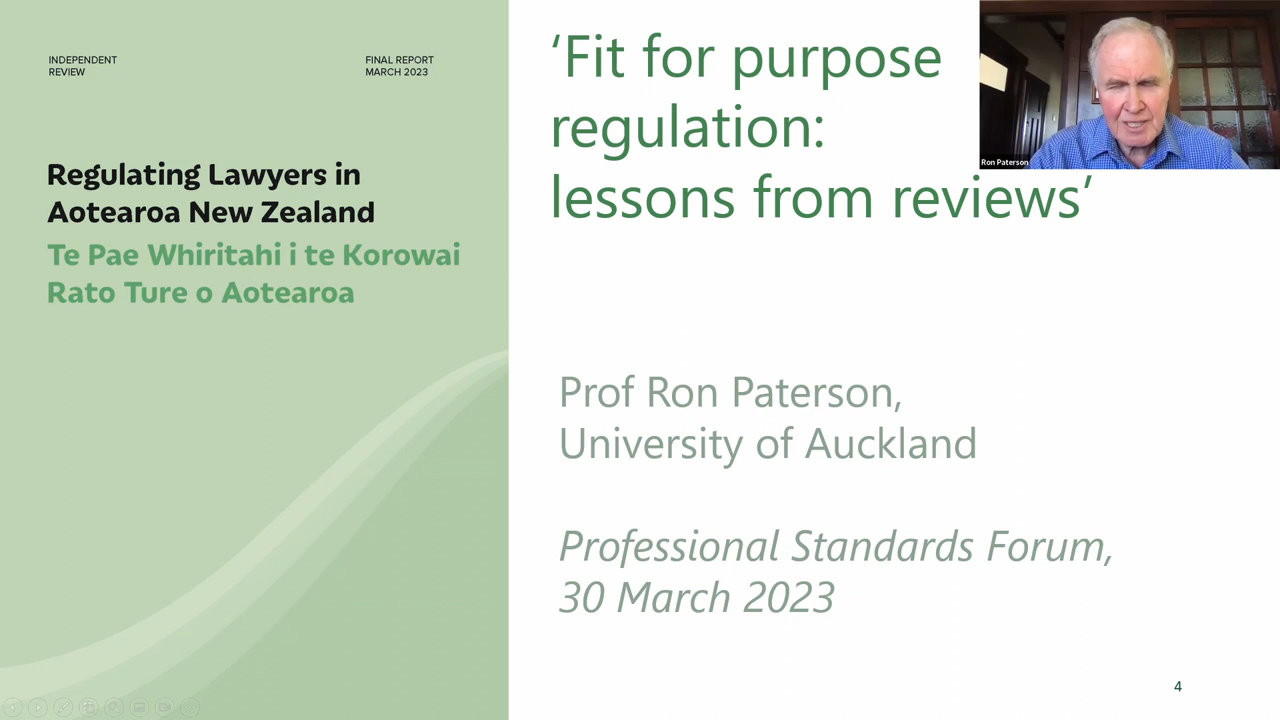 INDEPENDENT
REVIEW
FINAL REPORT
MARCH 2023
Regulating Lawyers in
Aotearoa New Zealand
Te Pae Whiritahi i te Korowai
Rato Ture o Aotearoa
‘Fit for purpose
regulation:
lessons from reviews’
Ron Paterson
Prof Ron Paterson,
University of Auckland
Professional Standards Forum,
30 March 2023
4